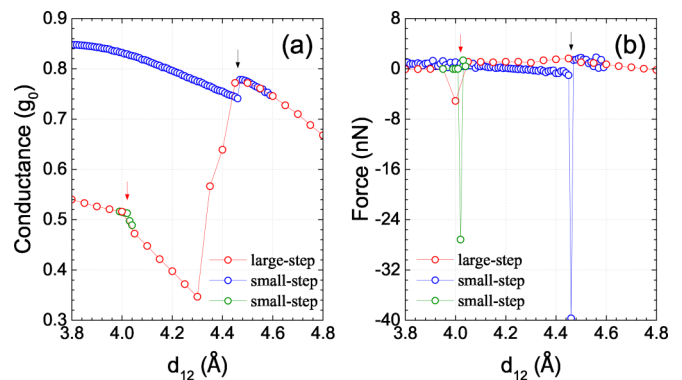 (a)
Conductance (g0)
0.9
0.8
0.7
0.6
0.5
0.4
0.3
large-step
small-step
small-step
3.8 4.0 4.2 4.4 4.6 4.8
d12 (Å)
(b)
Force (nN)
8
0
-8
-16
-24
-32
-40
large-step
small-step
small-step
3.8 4.0 4.2 4.4 4.6 4.8
d12 (Å)